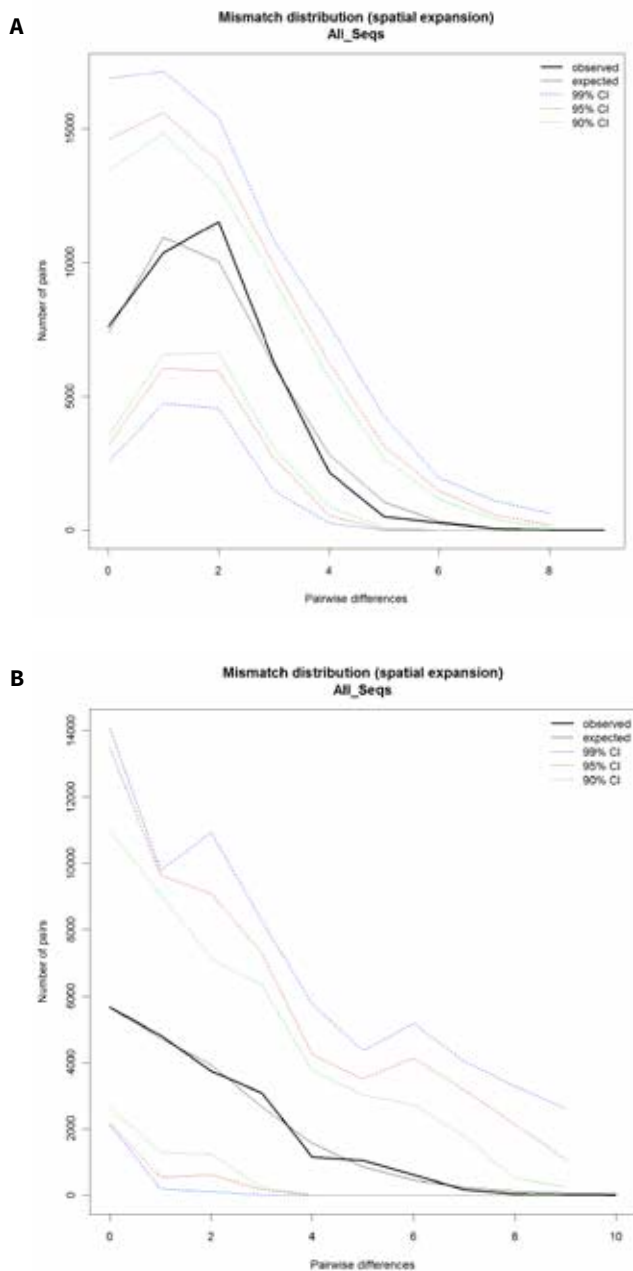 A
Mismatch distribution (spatial expansion)
All_Seqs
observed
expected
99% CI
95% CI
90% CI
15000
10000
5000
0
Number of pairs
0 2 4 6 8
Pairwise differences
B
Mismatch distribution (spatial expansion)
All_Seqs
observed
expected
99% CI
95% CI
90% CI
14000
12000
10000
8000
6000
4000
2000
0
Number of pairs
0 2 4 6 8 10
Pairwise differences